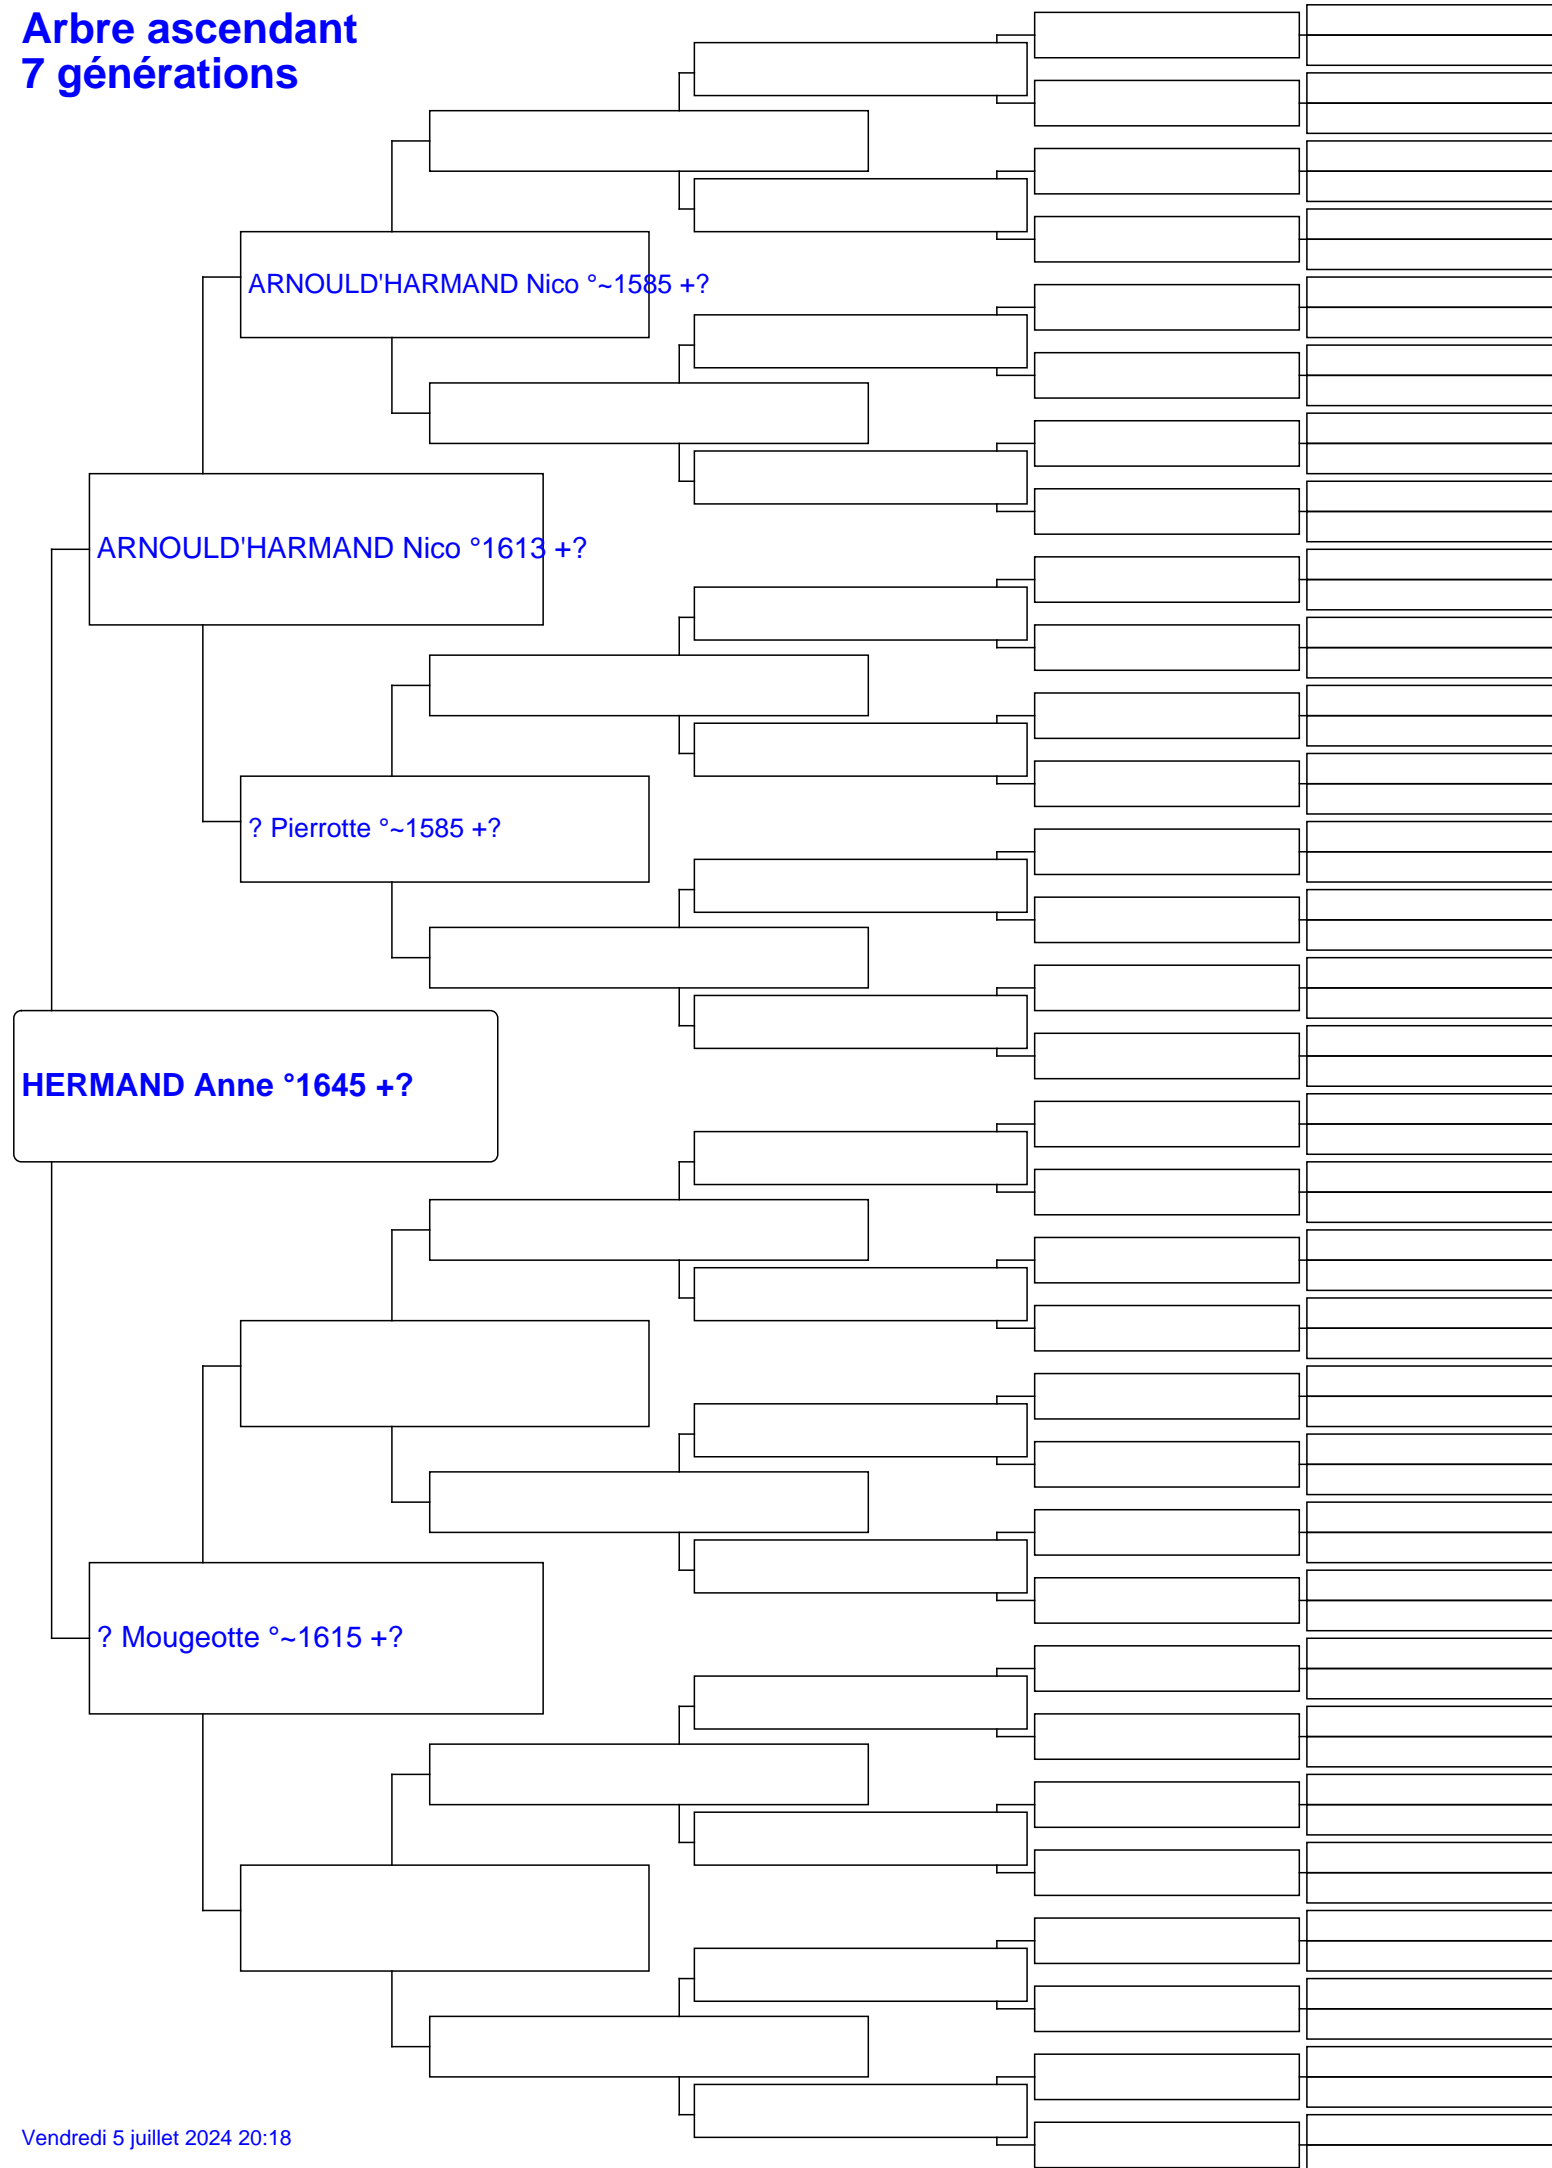 Arbre ascendant
7 générations
ARNOULD'HARMAND Nico °~1585 +?
ARNOULD'HARMAND Nico °1613 +?
? Pierrotte °~1585 +?
HERMAND Anne °1645 +?
? Mougeotte °~1615 +?
Vendredi 5 juillet 2024 20:18